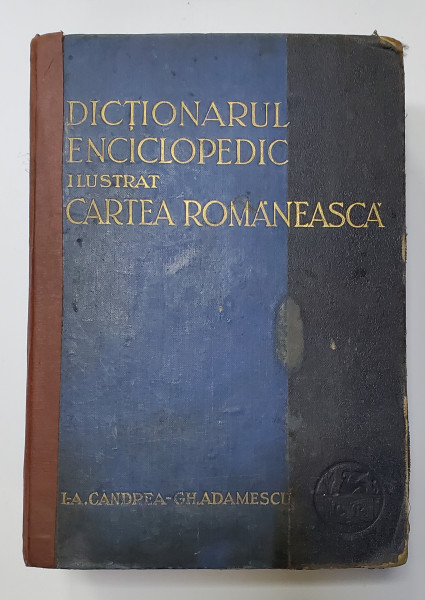 DICȚIONARUL
ENCICLOPEDIC
ILUSTRAT
CARTEA ROMÂNEASCĂ
I.-A. CANDREA-GH. ADAMESCU